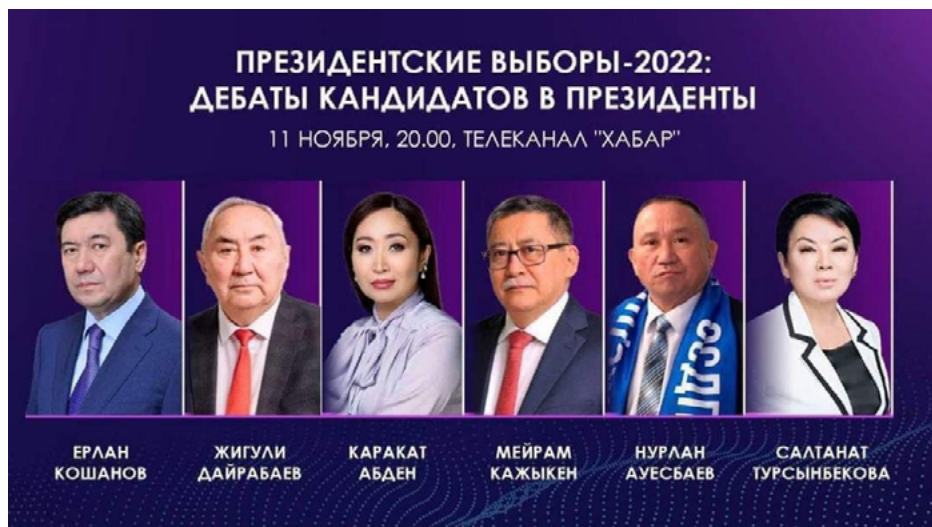 ПРЕЗИДЕНТСКИЕ ВЫБОРЫ-2022:
ДЕБАТЫ КАНДИДАТОВ В ПРЕЗИДЕНТЫ
11 НОЯБРЯ, 20.00, ТЕЛЕКАНАЛ "ХАБАР"
ЕРЛАН
КОШАНОВ
ЖИГУЛИ
ДАЙРАБАЕВ
КАРАКАТ
АБДЕН
МЕЙРАМ
КАЖЫКЕН
НУРЛАН
АУЕСБАЕВ
САЛТАНАТ
ТУРСЫНБЕКОВА